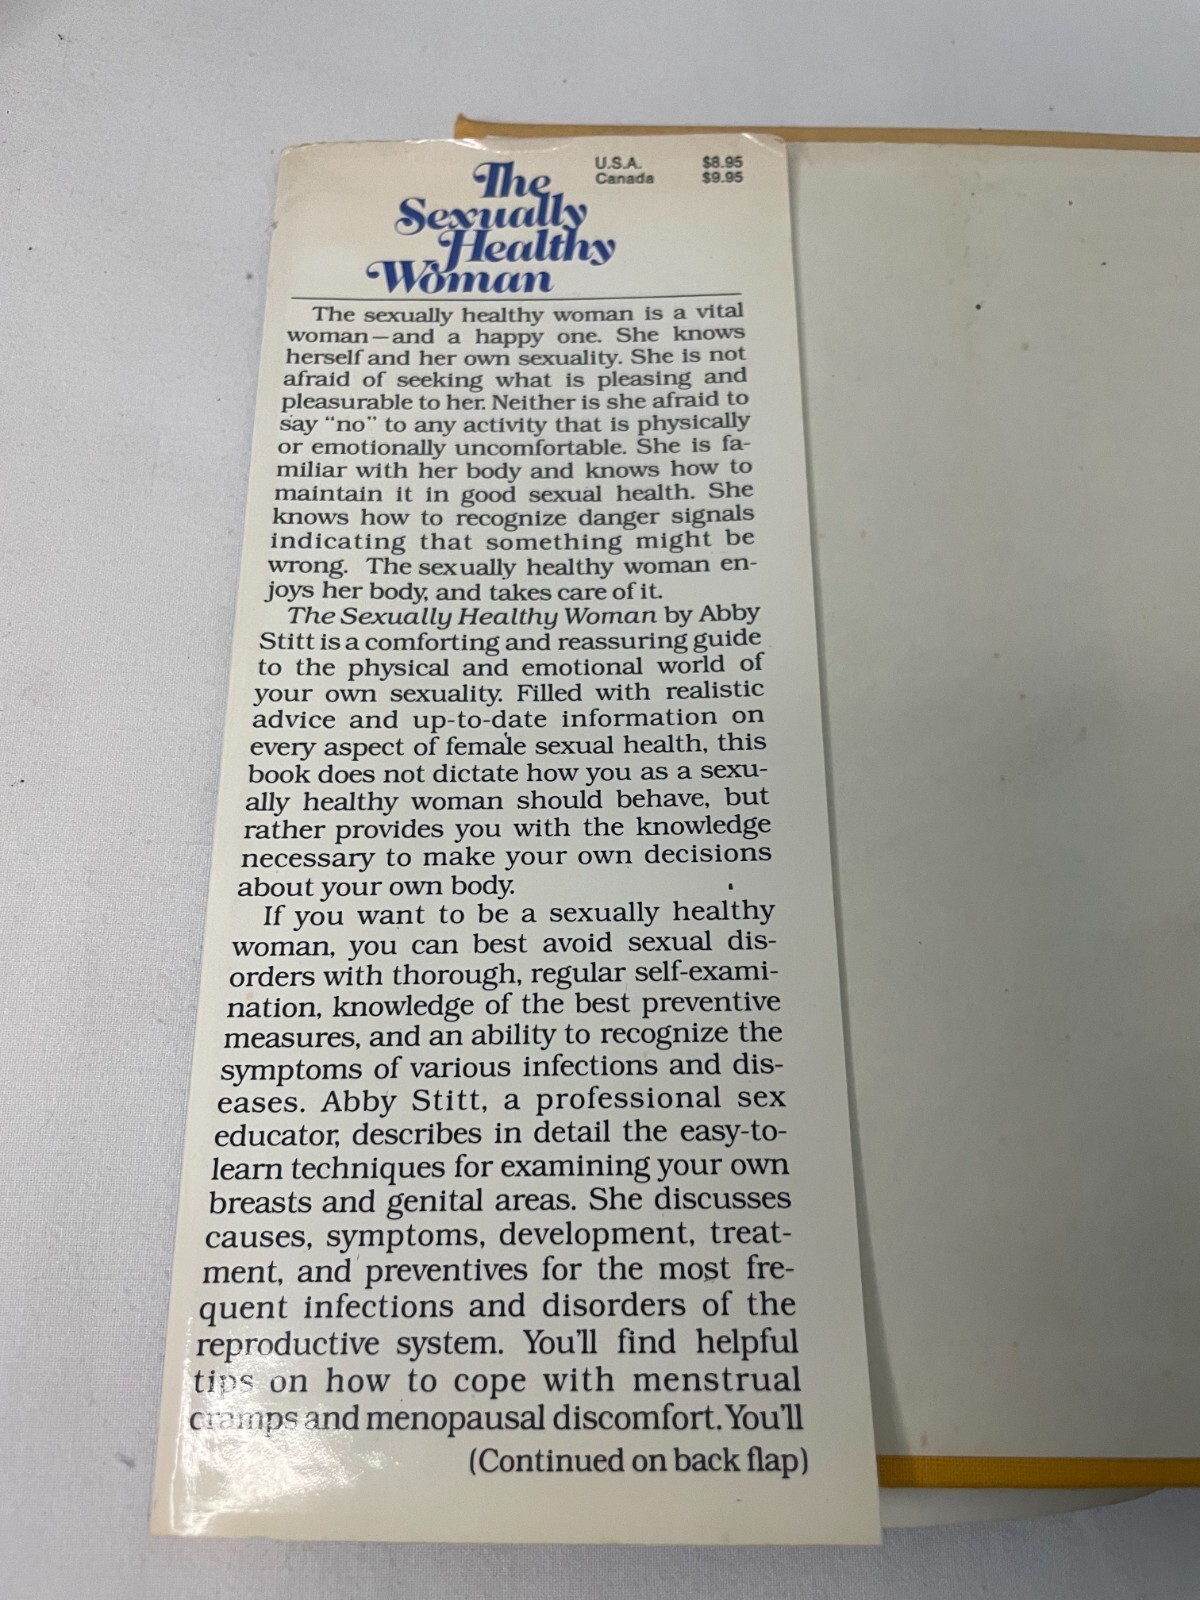 The
Sexually
Healthy
Woman
U.S.A. $8.95
Canada $9.95
The sexually healthy woman is a vital
woman—and a happy one. She knows
herself and her own sexuality. She is not
afraid of seeking what is pleasing and
pleasurable to her. Neither is she afraid to
say "no" to any activity that is physically
or emotionally uncomfortable. She is fa-
miliar with her body and knows how to
maintain it in good sexual health. She
knows how to recognize danger signals
indicating that something might be
wrong. The sexually healthy woman en-
joys her body, and takes care of it.
The Sexually Healthy Woman by Abby
Stitt is a comforting and reassuring guide
to the physical and emotional world of
your own sexuality. Filled with realistic
advice and up-to-date information on
every aspect of female sexual health, this
book does not dictate how you as a sexu-
ally healthy woman should behave, but
rather provides you with the knowledge
necessary to make your own decisions
about your own body.
If you want to be a sexually healthy
woman, you can best avoid sexual dis-
orders with thorough, regular self-exami-
nation, knowledge of the best preventive
measures, and an ability to recognize the
symptoms of various infections and dis-
eases. Abby Stitt, a professional sex
educator, describes in detail the easy-to-
learn techniques for examining your own
breasts and genital areas. She discusses
causes, symptoms, development, treat-
ment, and preventives for the most fre-
quent infections and disorders of the
reproductive system. You'll find helpful
tips on how to cope with menstrual
cramps and menopausal discomfort. You'll
(Continued on back flap)